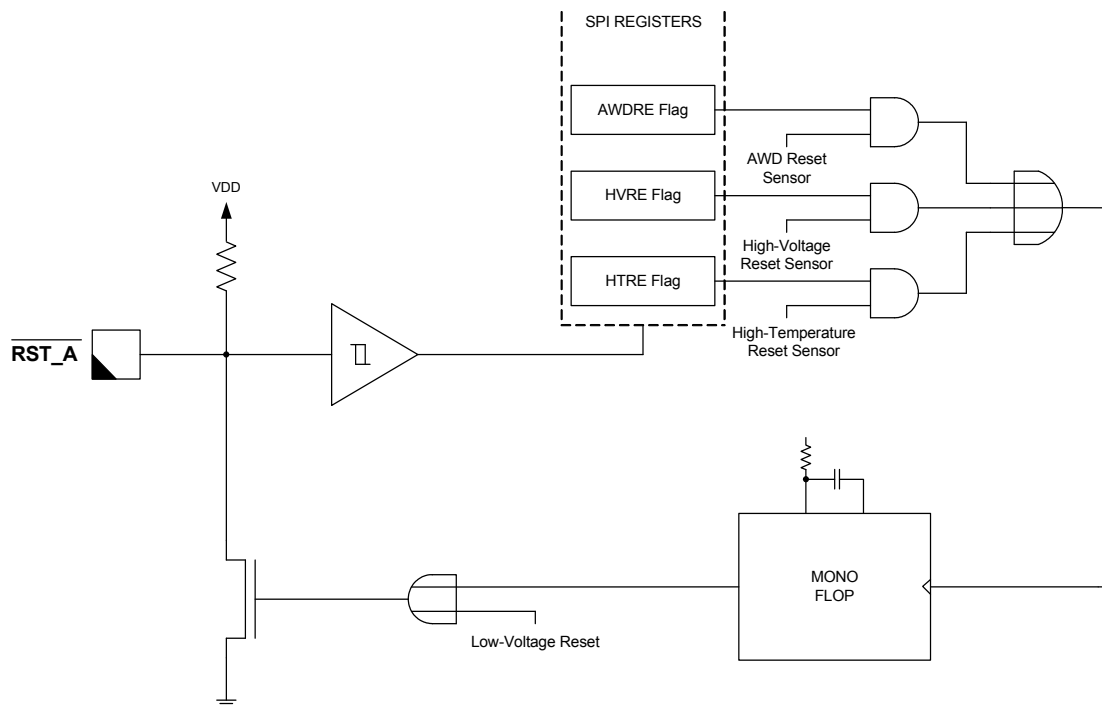 SPI REGISTERS
AWDRE Flag
AWD Reset
Sensor
VDD
HVRE Flag
High-Voltage
Reset Sensor
HTRE Flag
High-Temperature
Reset Sensor
RST_A
MONO
FLOP
Low-Voltage Reset